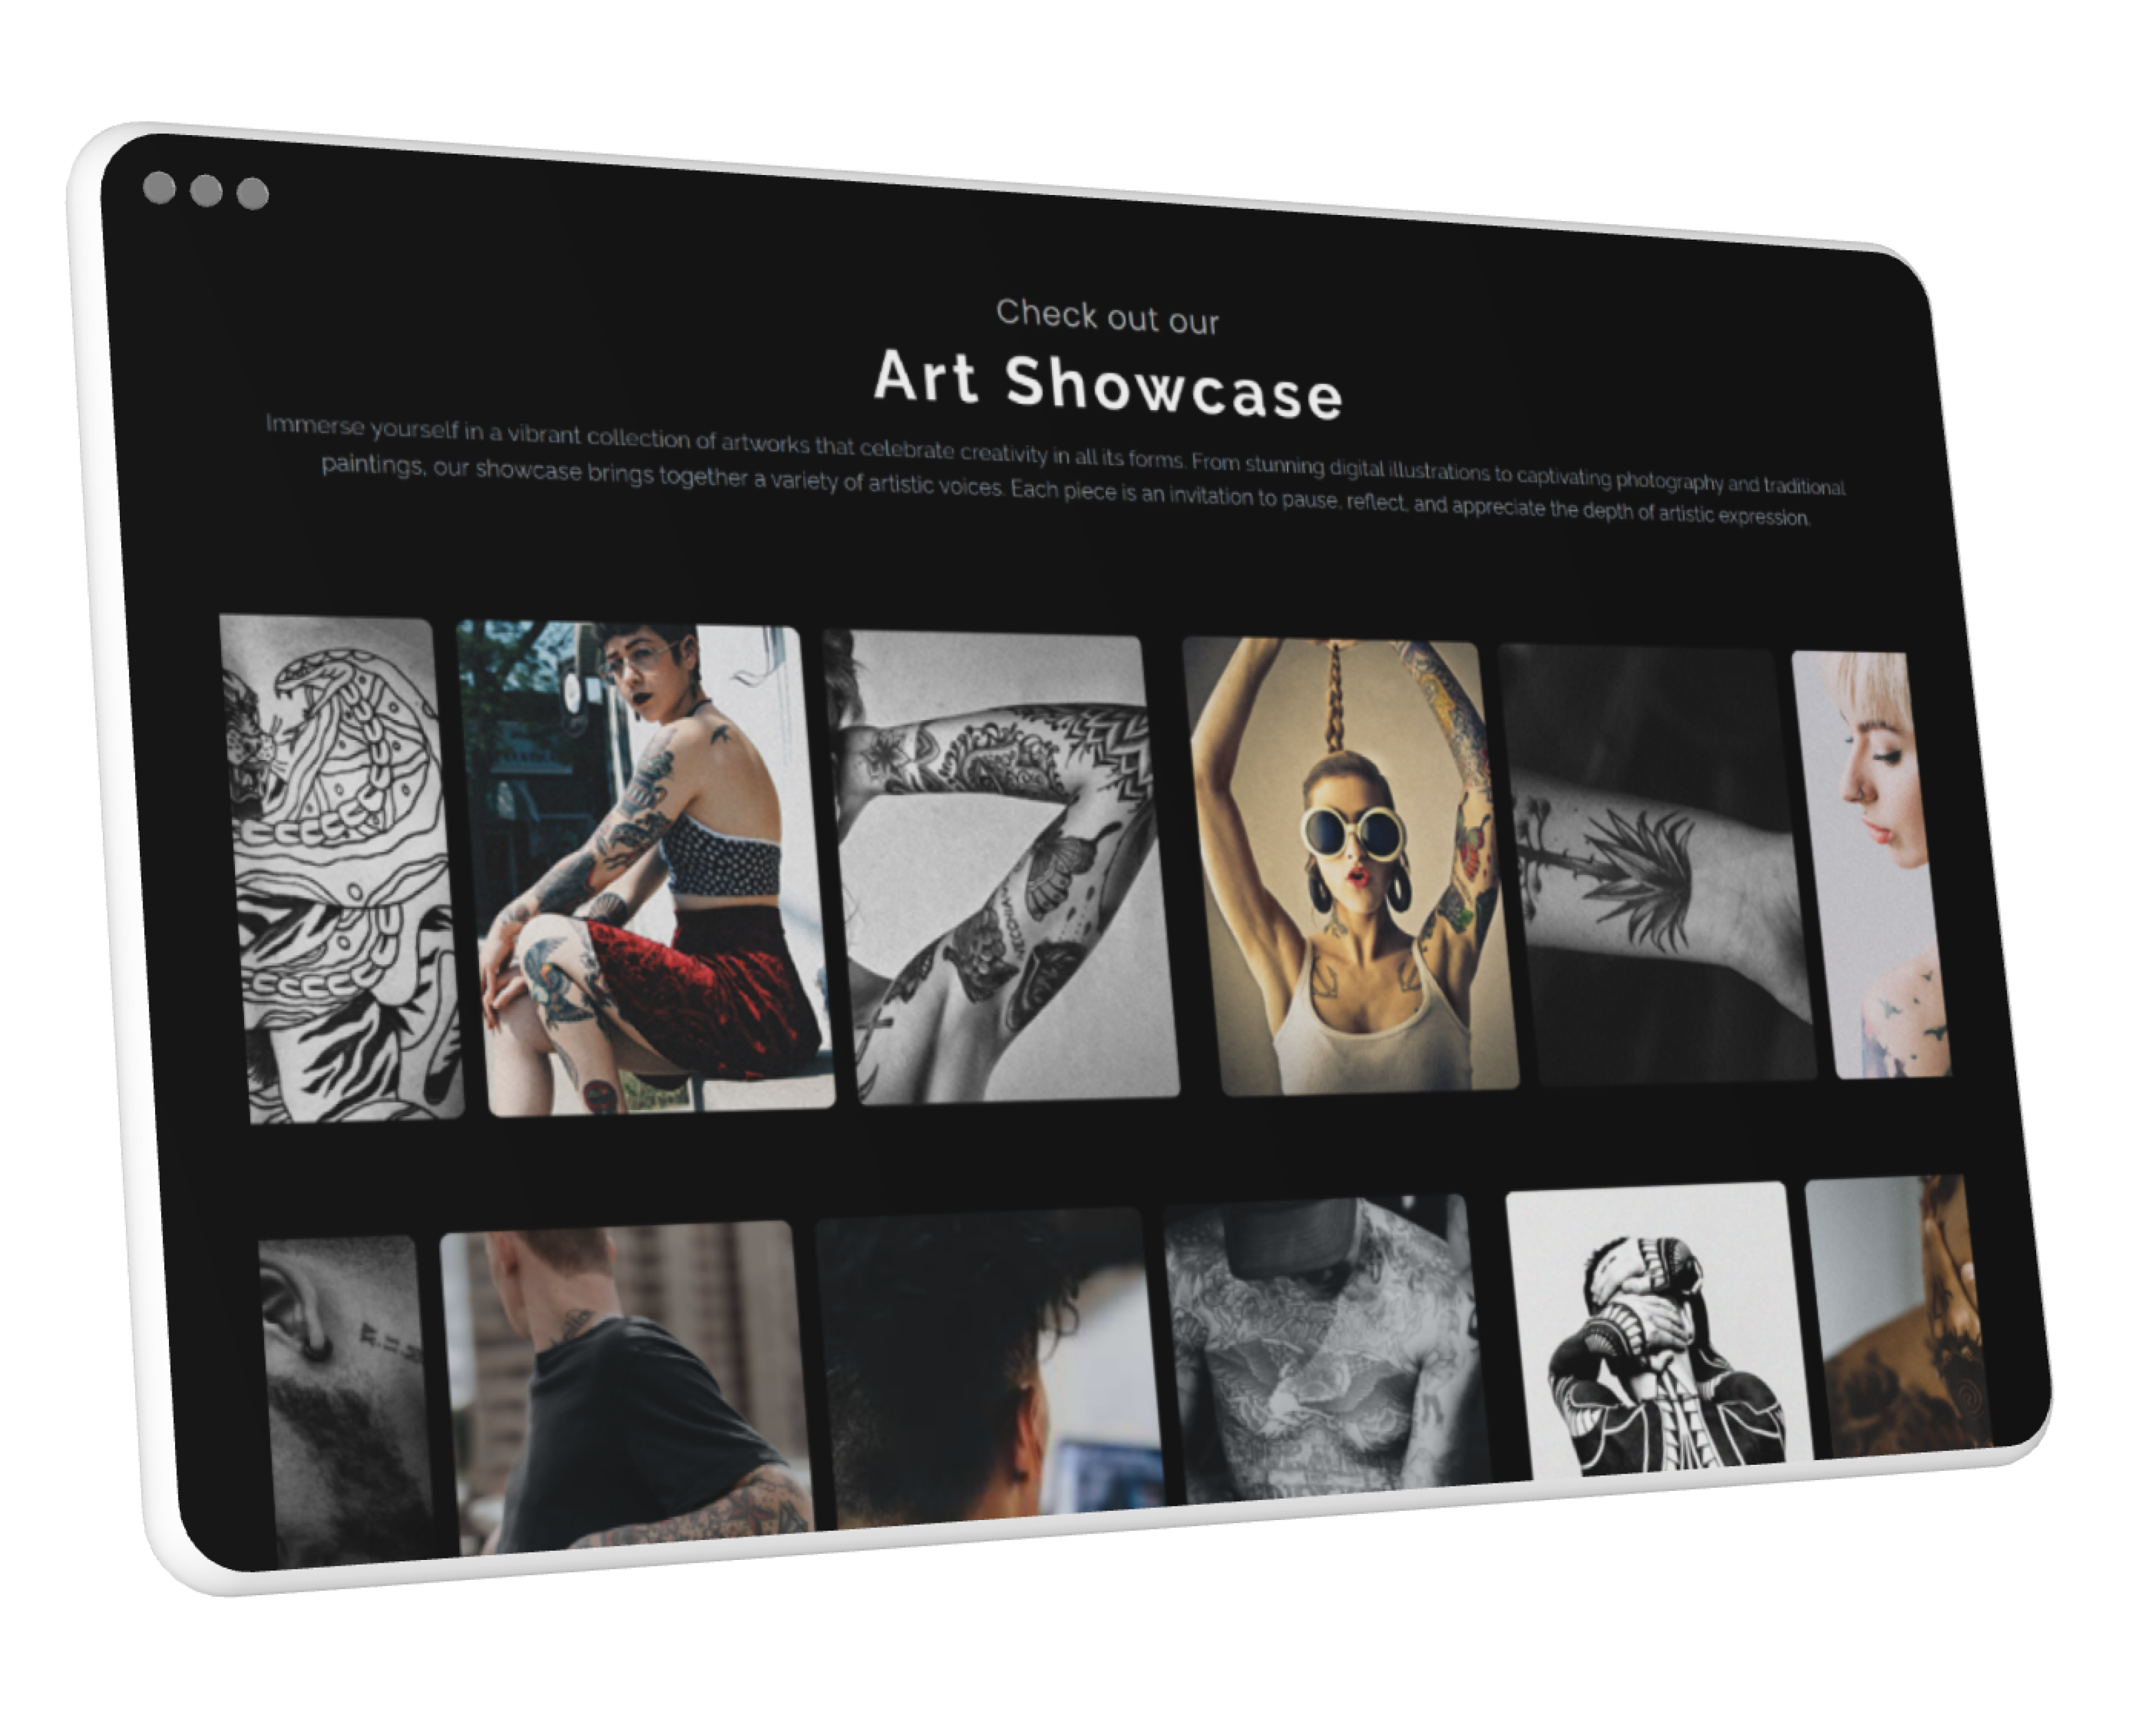 Check out our
Art Showcase
Immerse yourself in a vibrant collection of artworks that celebrate creativity in all its forms. From stunning digital illustrations to captivating photography and traditional
paintings, our showcase brings together a variety of artistic voices. Each piece is an invitation to pause, reflect, and appreciate the depth of artistic expression.